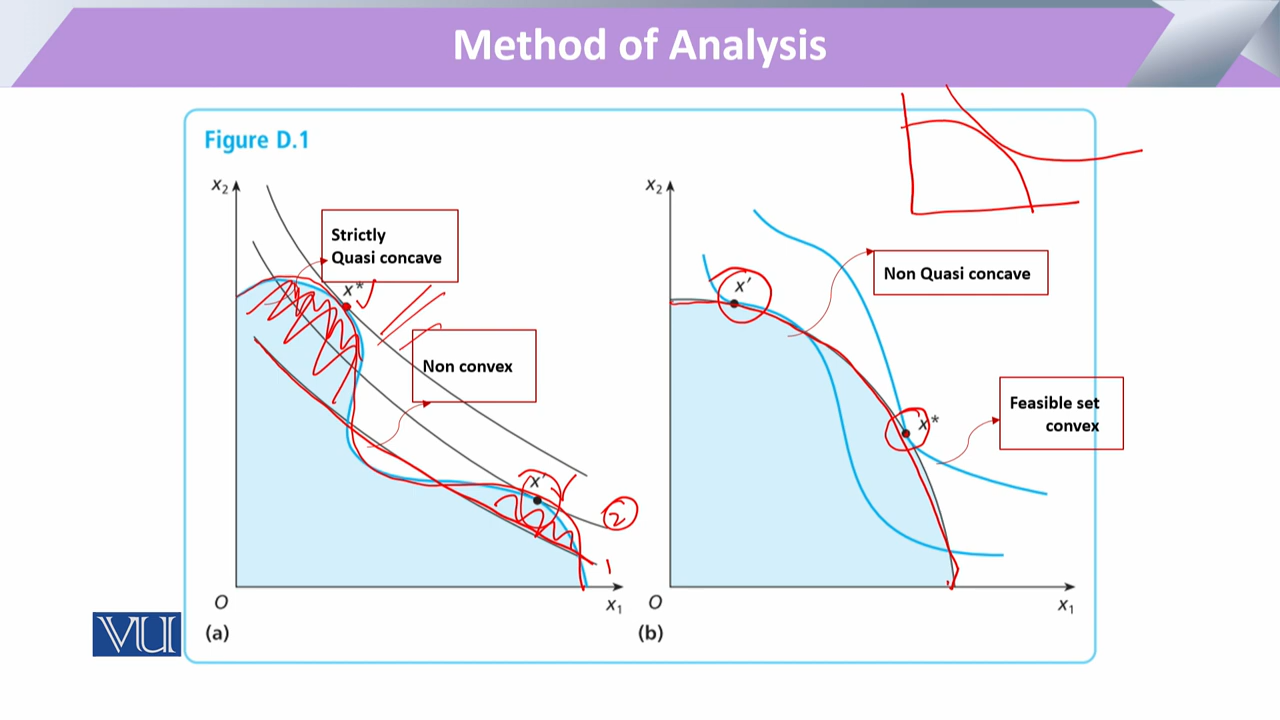 Method of Analysis
Figure D.1
x₂
Strictly
Quasi concave
x*
Non convex
x′
2
1
O
x₁
(a)
x₂
Non Quasi concave
x′
Feasible set
convex
x*
O
x₁
(b)
VU